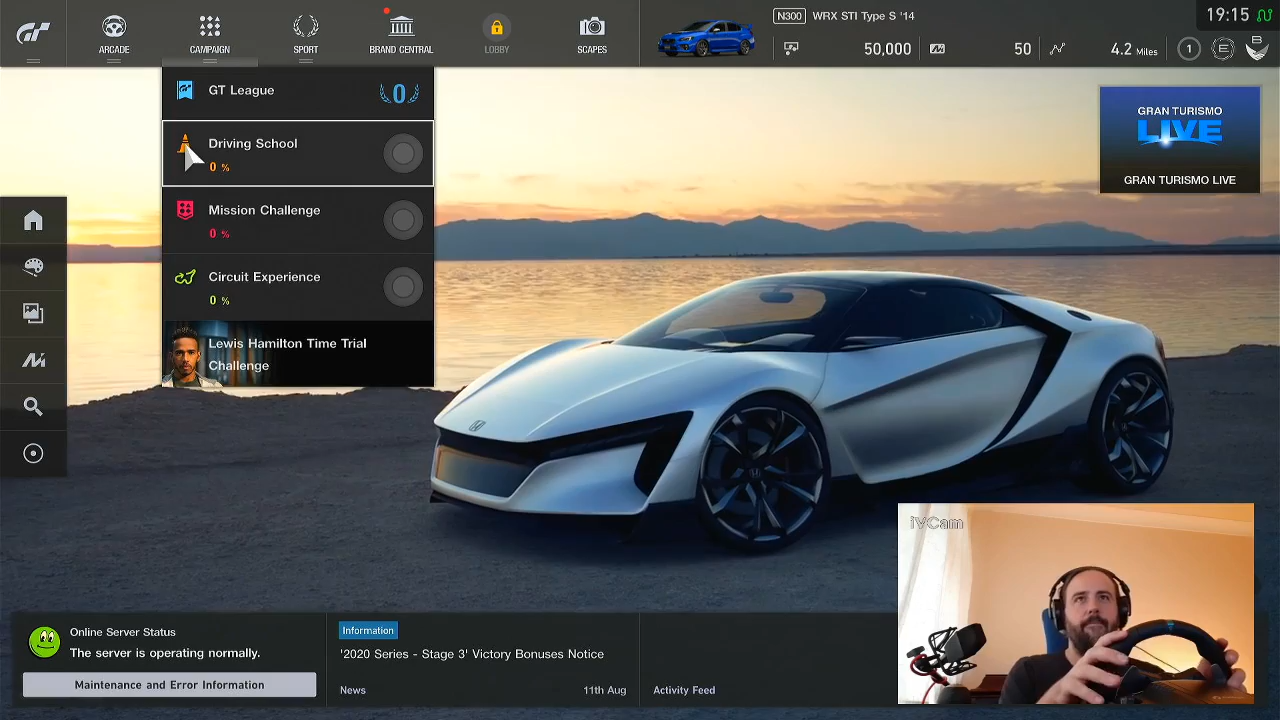 GT
ARCADE
CAMPAIGN
SPORT
BRAND CENTRAL
LOBBY
SCAPES
N300 WRX STI Type S '14
50,000
50
4.2 Miles
1
E
B
19:15
GT League
0
Driving School
0 %
Mission Challenge
0 %
Circuit Experience
0 %
Lewis Hamilton Time Trial
Challenge
GRAN TURISMO
LIVE
GRAN TURISMO LIVE
iVCam
Online Server Status
The server is operating normally.
Maintenance and Error Information
Information
'2020 Series - Stage 3' Victory Bonuses Notice
News
11th Aug
Activity Feed